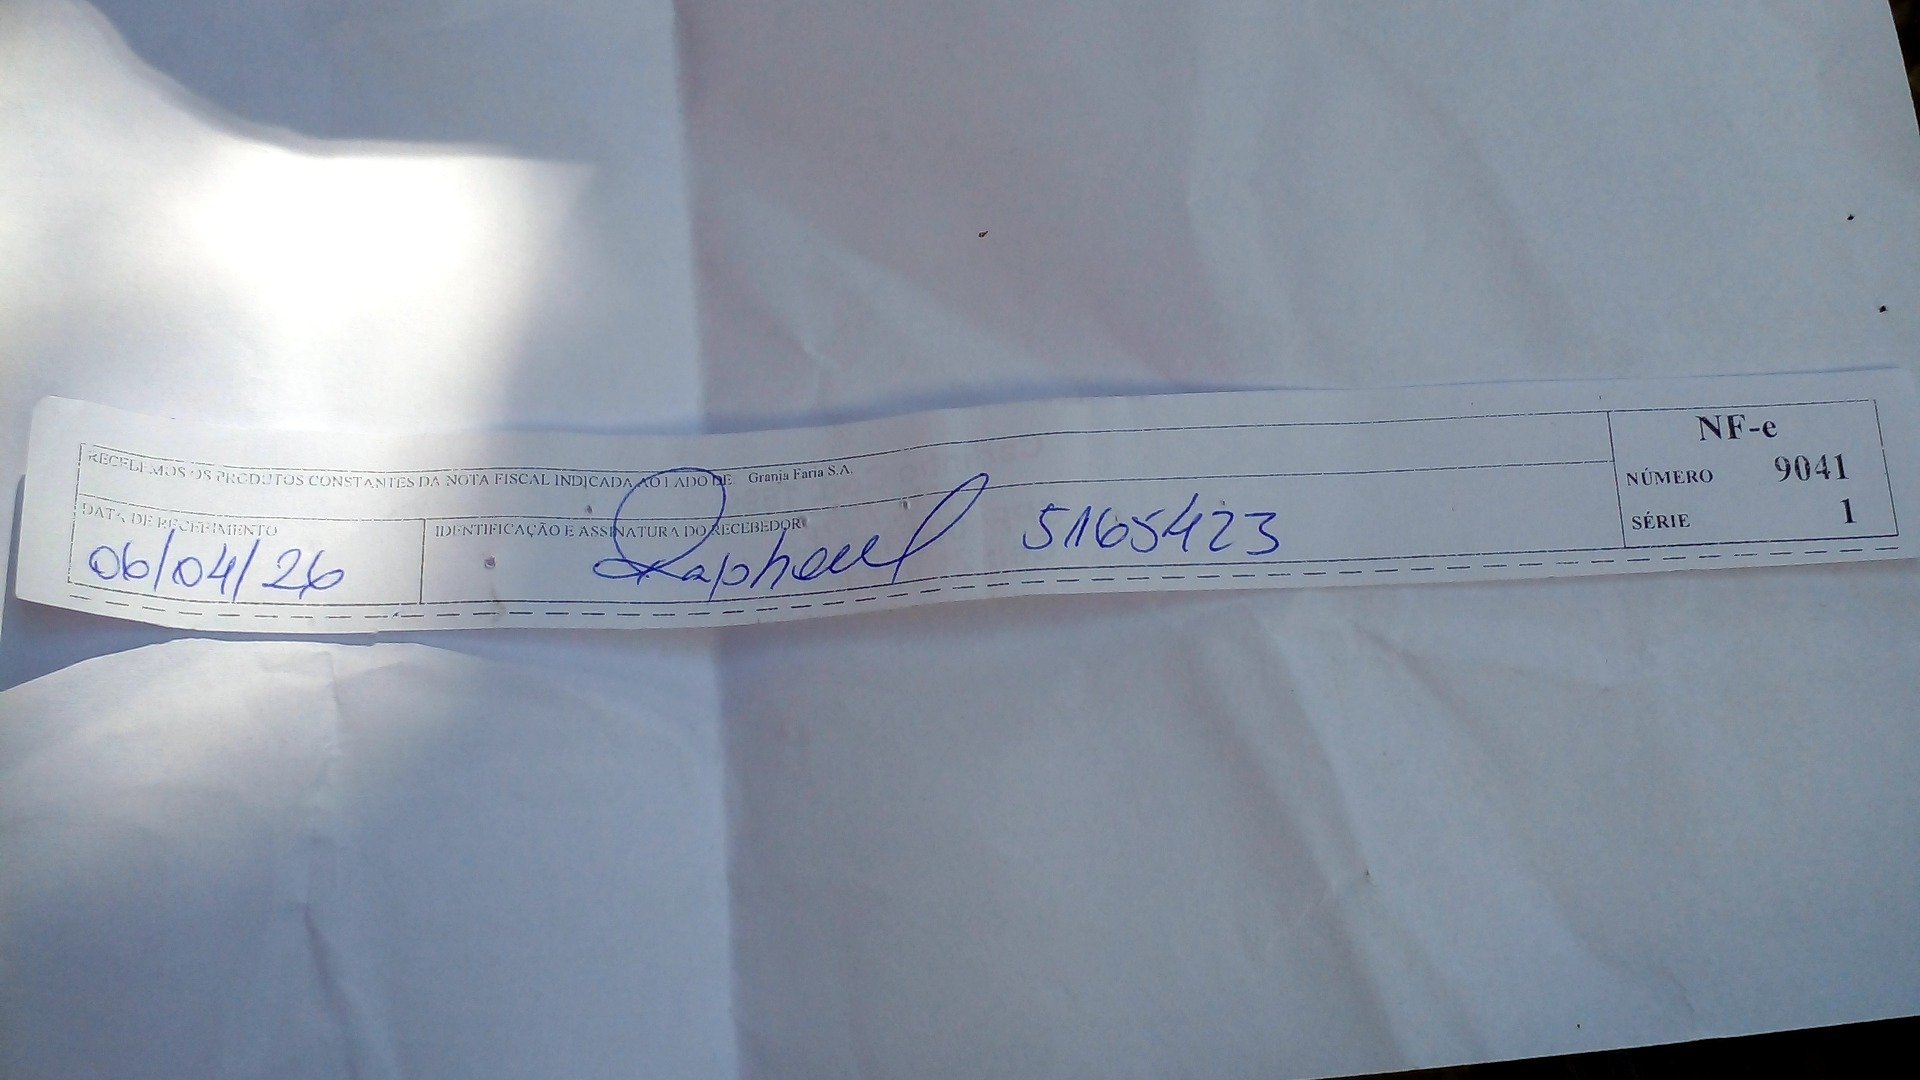 RECEBEMOS OS PRODUTOS CONSTANTES DA NOTA FISCAL INDICADA AO LADO DE Granja Faria S.A.
NF-e
NÚMERO 9041
SÉRIE 1
DATA DE RECEBIMENTO
06/04/26
IDENTIFICAÇÃO E ASSINATURA DO RECEBEDOR
Raphael 5165423